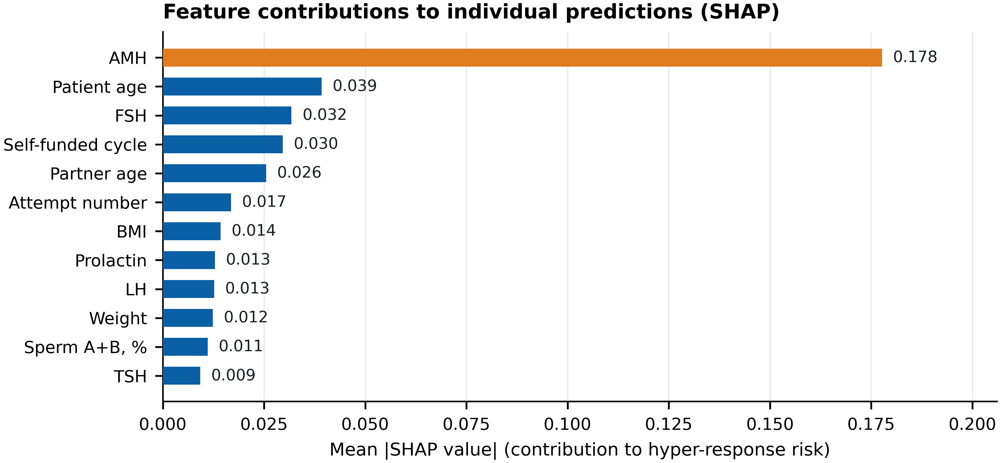 Feature contributions to individual predictions (SHAP)
AMH 0.178
Patient age 0.039
FSH 0.032
Self-funded cycle 0.030
Partner age 0.026
Attempt number 0.017
BMI 0.014
Prolactin 0.013
LH 0.013
Weight 0.012
Sperm A+B, % 0.011
TSH 0.009
0.000 0.025 0.050 0.075 0.100 0.125 0.150 0.175 0.200
Mean |SHAP value| (contribution to hyper-response risk)